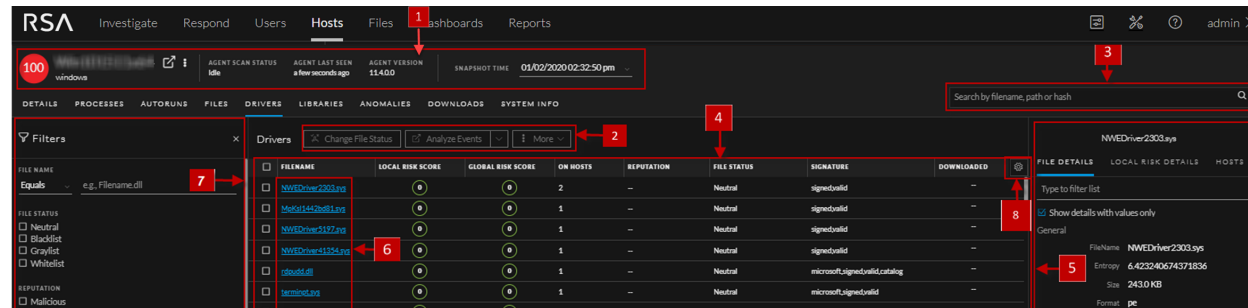 RSA Investigate Respond Users Hosts Files Dashboards Reports admin
1
3
100 AGENT SCAN STATUS AGENT LAST SEEN AGENT VERSION
Idle a few seconds ago 11.4.0.0 SNAPSHOT TIME 01/02/2020 02:32:50 pm
windows
DETAILS PROCESSES AUTORUNS FILES DRIVERS LIBRARIES ANOMALIES DOWNLOADS SYSTEM INFO
Search by filename, path or hash
4
Filters × Drivers Change File Status Analyze Events More 2
NWEDriver2303.sys
FILE NAME
Equals e.g., Filename.dll
7
FILENAME LOCAL RISK SCORE GLOBAL RISK SCORE ON HOSTS REPUTATION FILE STATUS SIGNATURE DOWNLOADED
FILE DETAILS LOCAL RISK DETAILS HOSTS
NWEDriver2303.sys 0 0 2 -- Neutral signed,valid --
Type to filter list
MpKsl1442bd81.sys 0 0 1 -- Neutral signed,valid --
8
FILE STATUS
Neutral
Blacklist
Graylist
Whitelist
NWEDriver5197.sys 0 0 1 -- Neutral signed,valid --
Show details with values only
General
NWEDriver41354.sys 6 0 0 1 -- Neutral signed,valid --
FileName NWEDriver2303.sys
rdpudd.dll 0 0 1 -- Neutral microsoft,signed,valid,catalog --
5
Entropy 6.423240674371836
REPUTATION
Malicious
terminpt.sys 0 0 1 -- Neutral microsoft,signed,valid --
Size 243.0 KB
Format pe